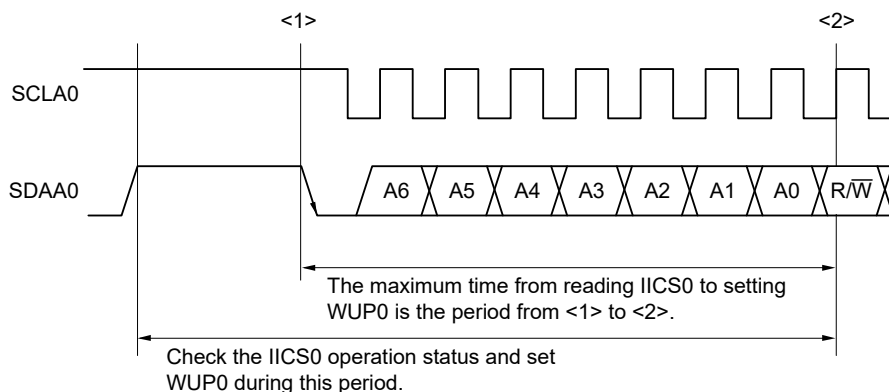 <1> <2>
SCLA0
SDAA0 A6 A5 A4 A3 A2 A1 A0 R/W̅
The maximum time from reading IICS0 to setting
WUP0 is the period from <1> to <2>.
Check the IICS0 operation status and set
WUP0 during this period.